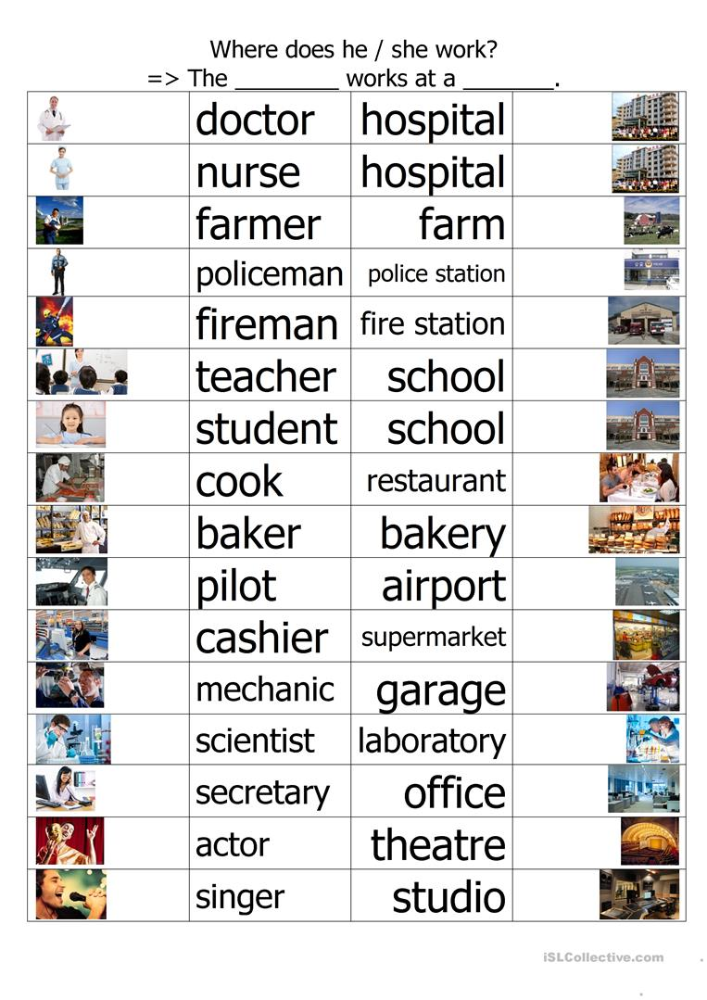 Where does he / she work?
=> The ________ works at a _______.
doctor hospital
nurse hospital
farmer farm
policeman police station
fireman fire station
teacher school
student school
cook restaurant
baker bakery
pilot airport
cashier supermarket
mechanic garage
scientist laboratory
secretary office
actor theatre
singer studio
iSLCollective.com